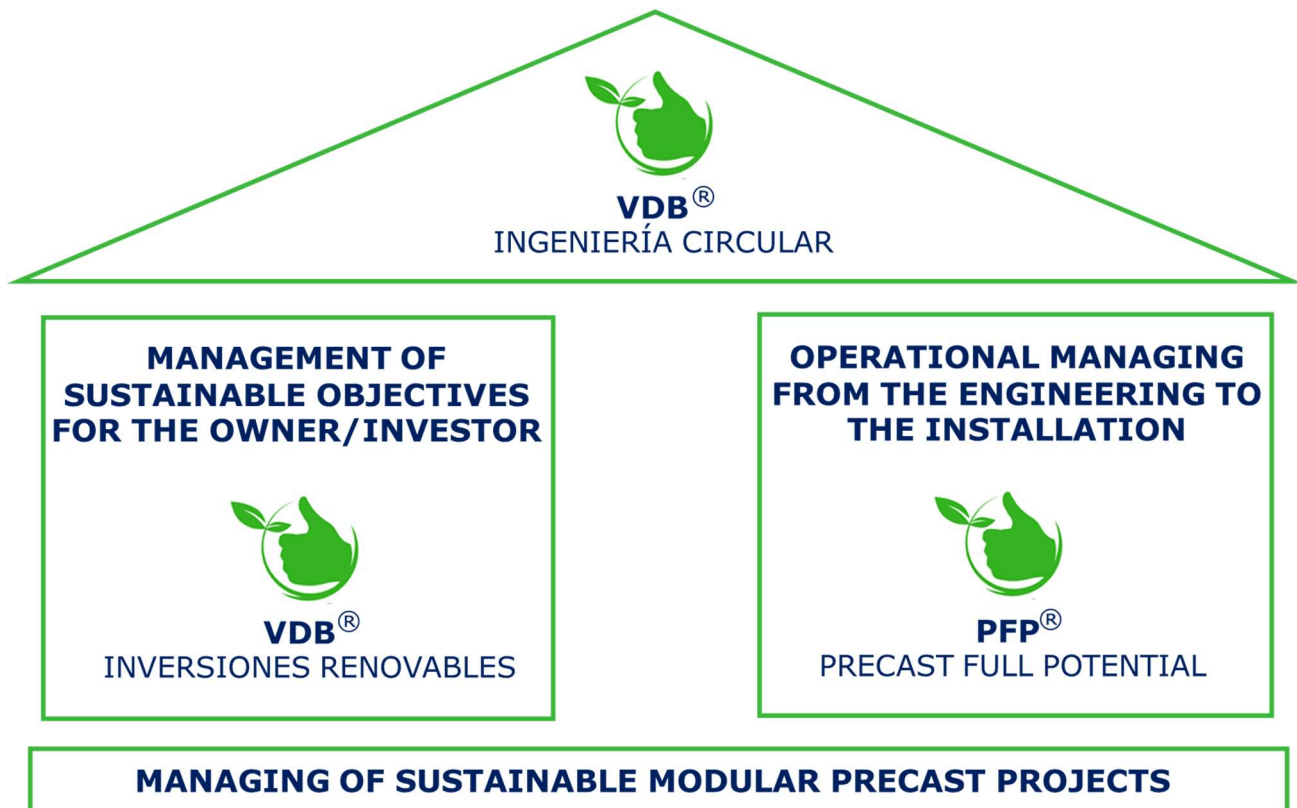 VDB®
INGENIERÍA CIRCULAR
MANAGEMENT OF
SUSTAINABLE OBJECTIVES
FOR THE OWNER/INVESTOR
VDB®
INVERSIONES RENOVABLES
OPERATIONAL MANAGING
FROM THE ENGINEERING TO
THE INSTALLATION
PFP®
PRECAST FULL POTENTIAL
MANAGING OF SUSTAINABLE MODULAR PRECAST PROJECTS